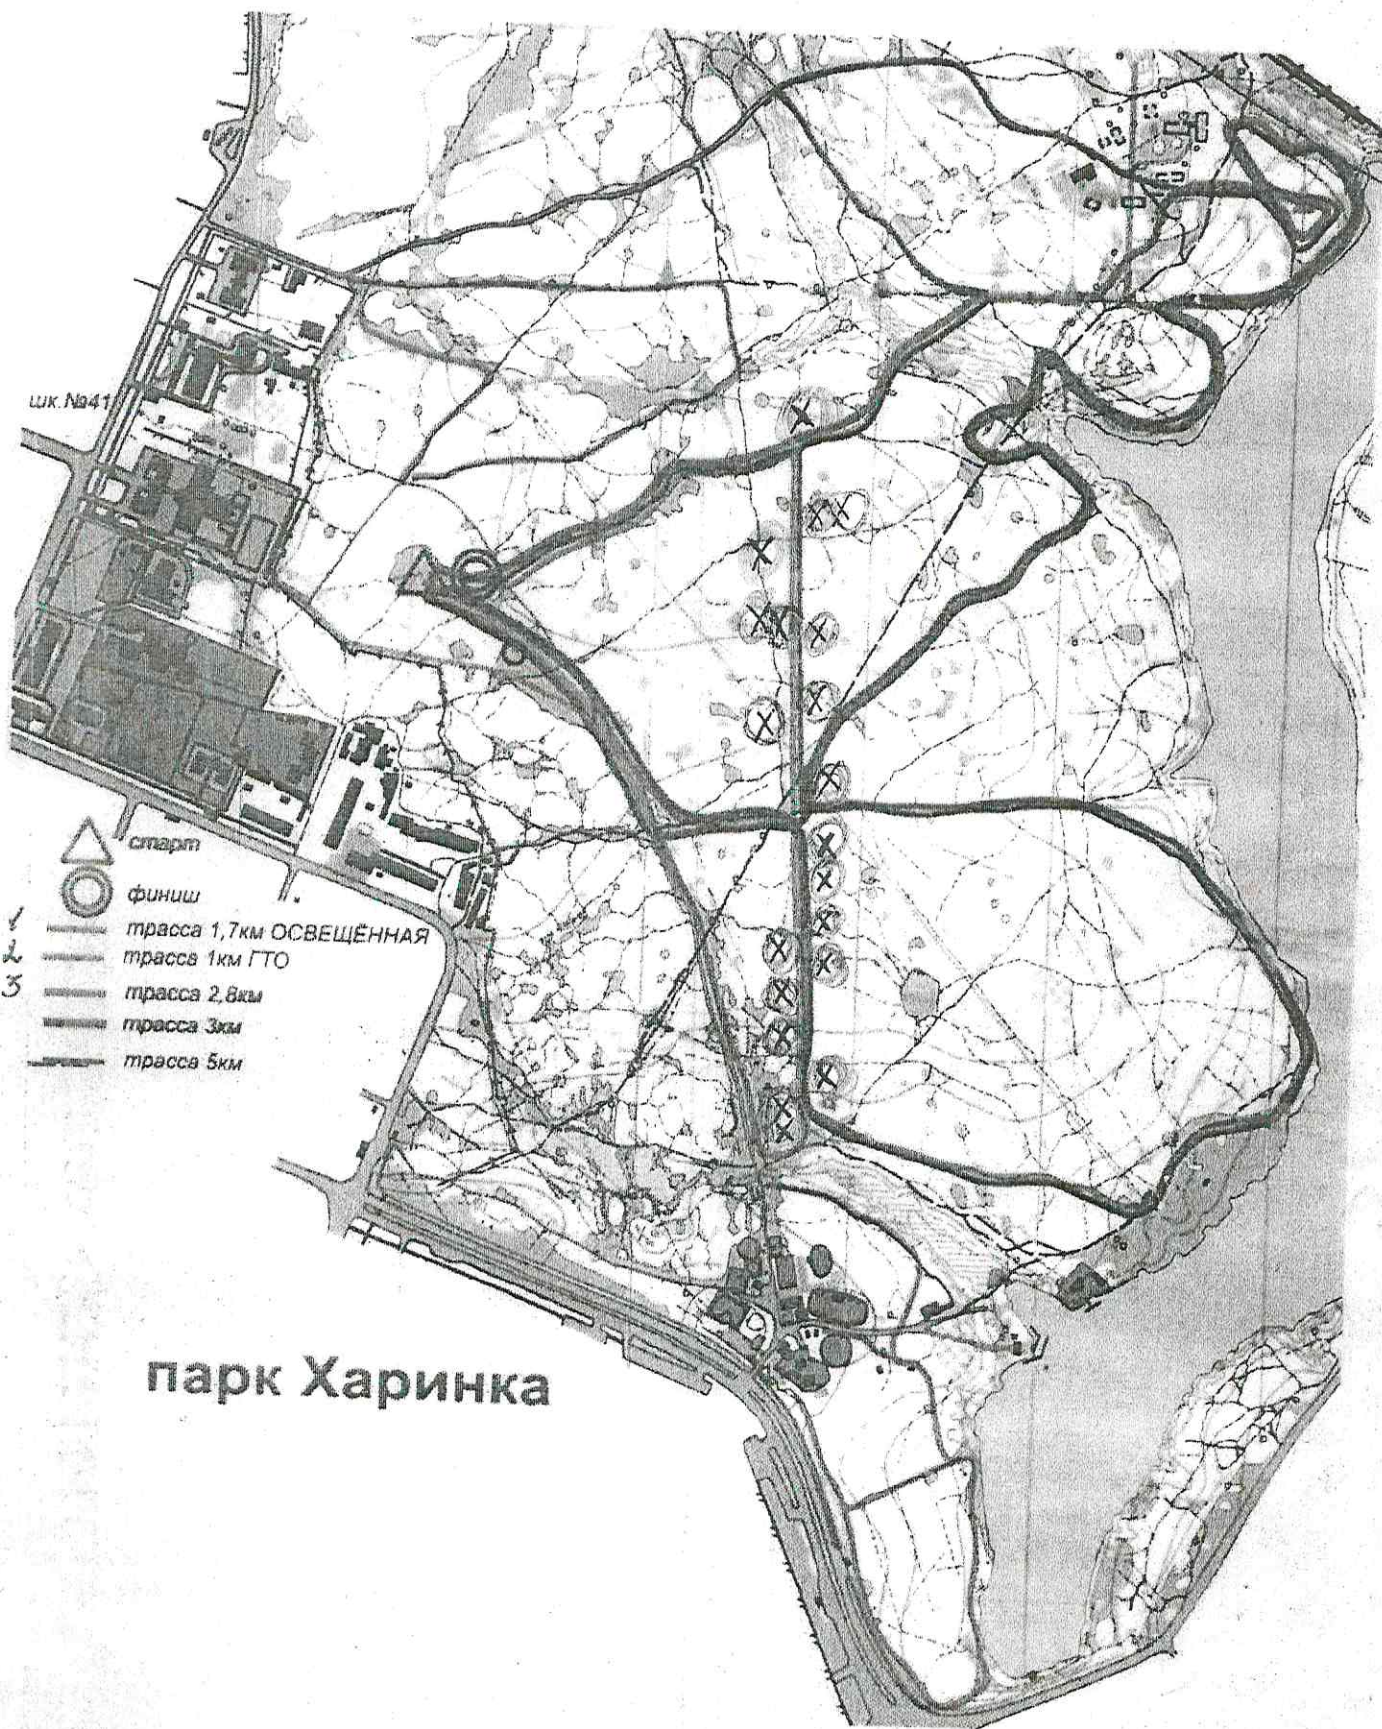 шк.№41
старт
финиш
1 трасса 1,7км ОСВЕЩЁННАЯ
2 трасса 1км ГТО
3 трасса 2,8км
трасса 3км
трасса 5км
парк Харинка